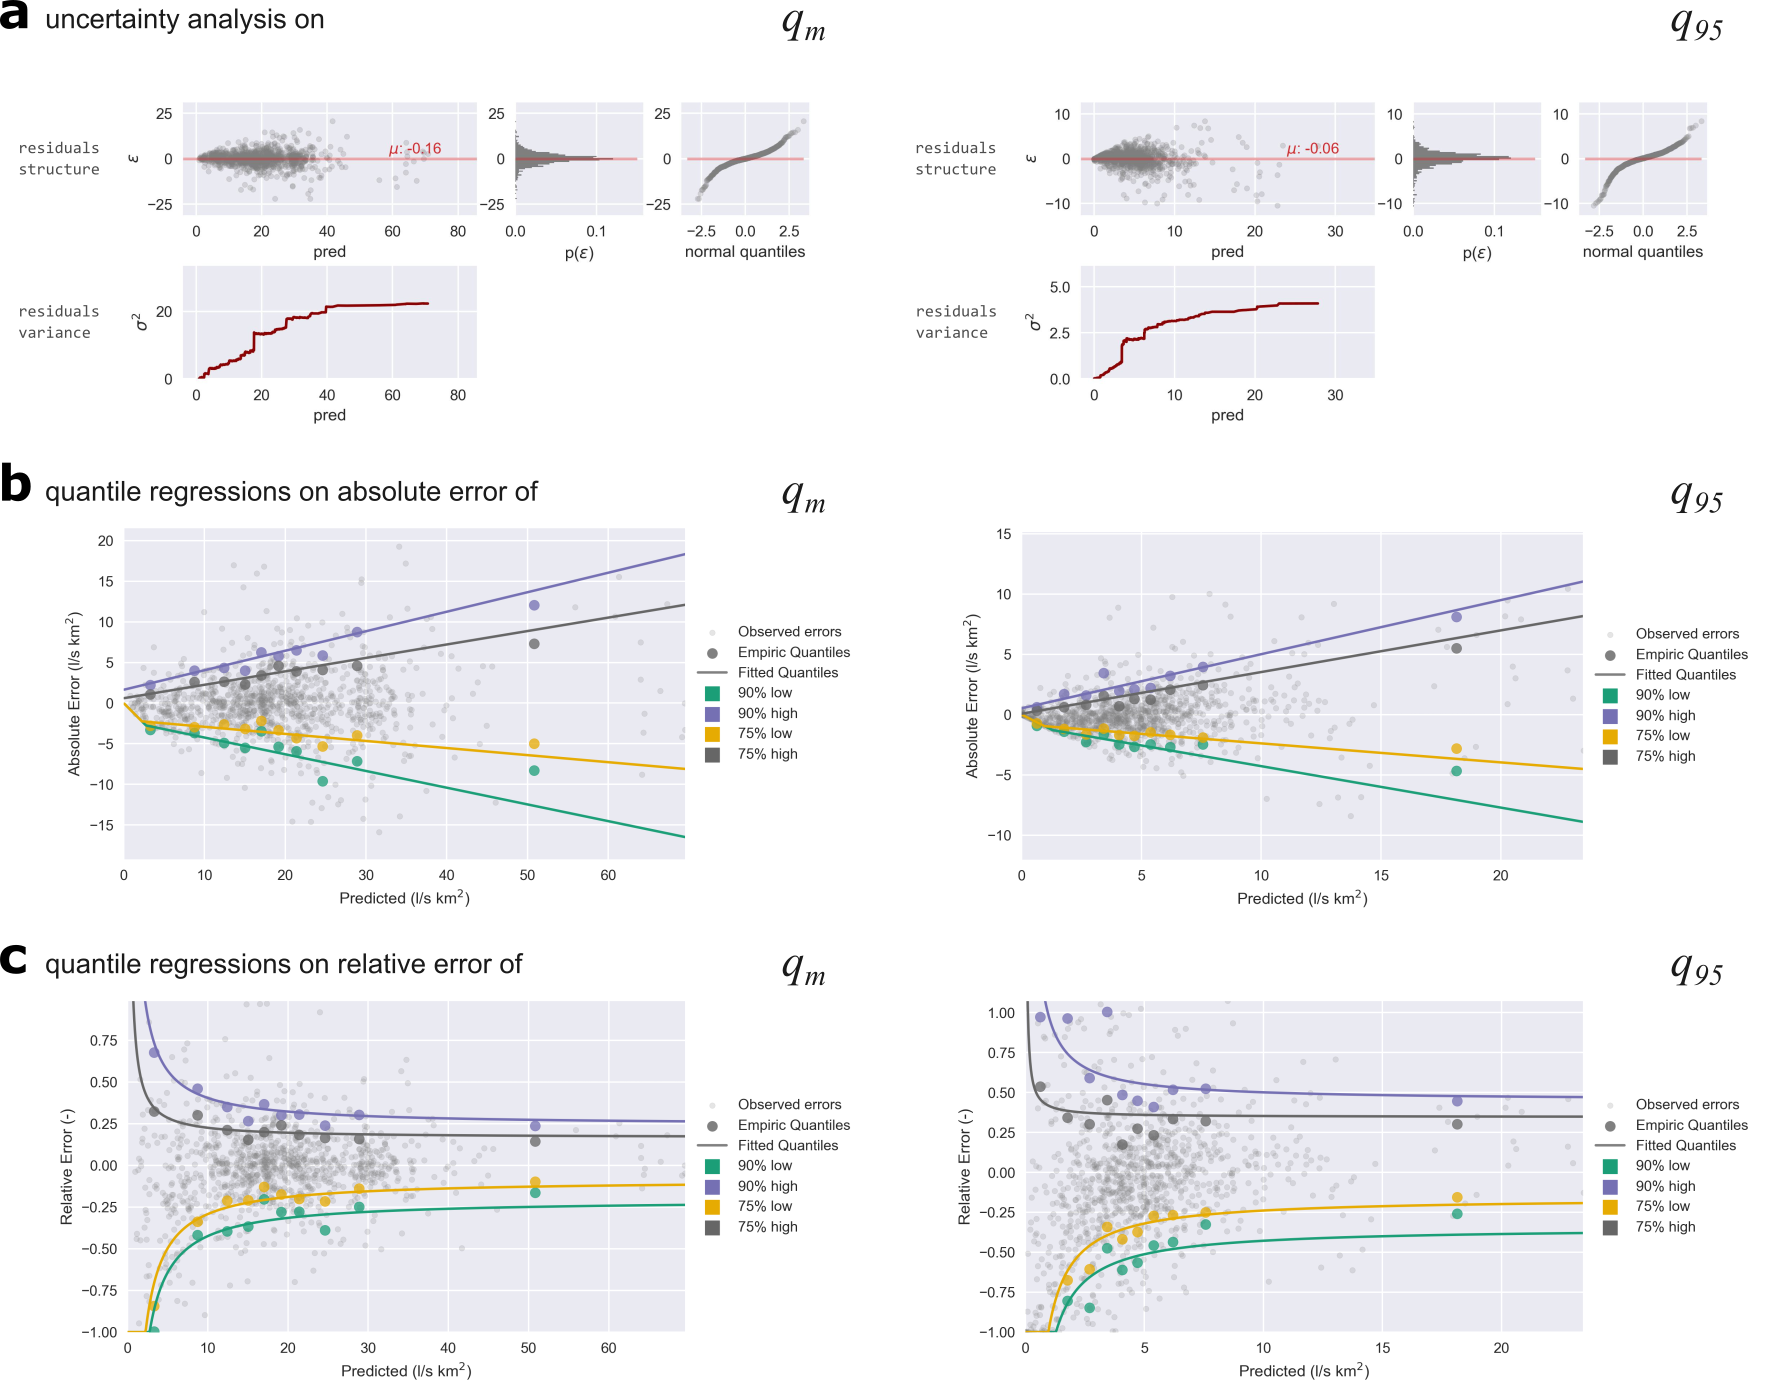 a uncertainty analysis on qm q95
residuals structure
ε
25
0
−25
μ: -0.16
0 20 40 60 80
pred
25
0
−25
0.0 0.1
p(ε)
−2.5 0.0 2.5
normal quantiles
residuals variance
σ2
20
0
0 20 40 60 80
pred
residuals structure
ε
10
0
−10
μ: -0.06
0 10 20 30
pred
10
0
−10
0.0 0.1
p(ε)
10
0
−10
−2.5 0.0 2.5
normal quantiles
residuals variance
σ2
5.0
2.5
0.0
0 10 20 30
pred
b quantile regressions on absolute error of qm q95
Absolute Error (l/s km2)
20
15
10
5
0
−5
−10
−15
0 10 20 30 40 50 60
Predicted (l/s km2)
Observed errors
Empiric Quantiles
Fitted Quantiles
90% low
90% high
75% low
75% high
Absolute Error (l/s km2)
15
10
5
0
−5
−10
0 5 10 15 20
Predicted (l/s km2)
Observed errors
Empiric Quantiles
Fitted Quantiles
90% low
90% high
75% low
75% high
c quantile regressions on relative error of qm q95
Relative Error (-)
0.75
0.50
0.25
0.00
−0.25
−0.50
−0.75
−1.00
0 10 20 30 40 50 60
Predicted (l/s km2)
Observed errors
Empiric Quantiles
Fitted Quantiles
90% low
90% high
75% low
75% high
Relative Error (-)
1.00
0.75
0.50
0.25
0.00
−0.25
−0.50
−0.75
−1.00
0 5 10 15 20
Predicted (l/s km2)
Observed errors
Empiric Quantiles
Fitted Quantiles
90% low
90% high
75% low
75% high